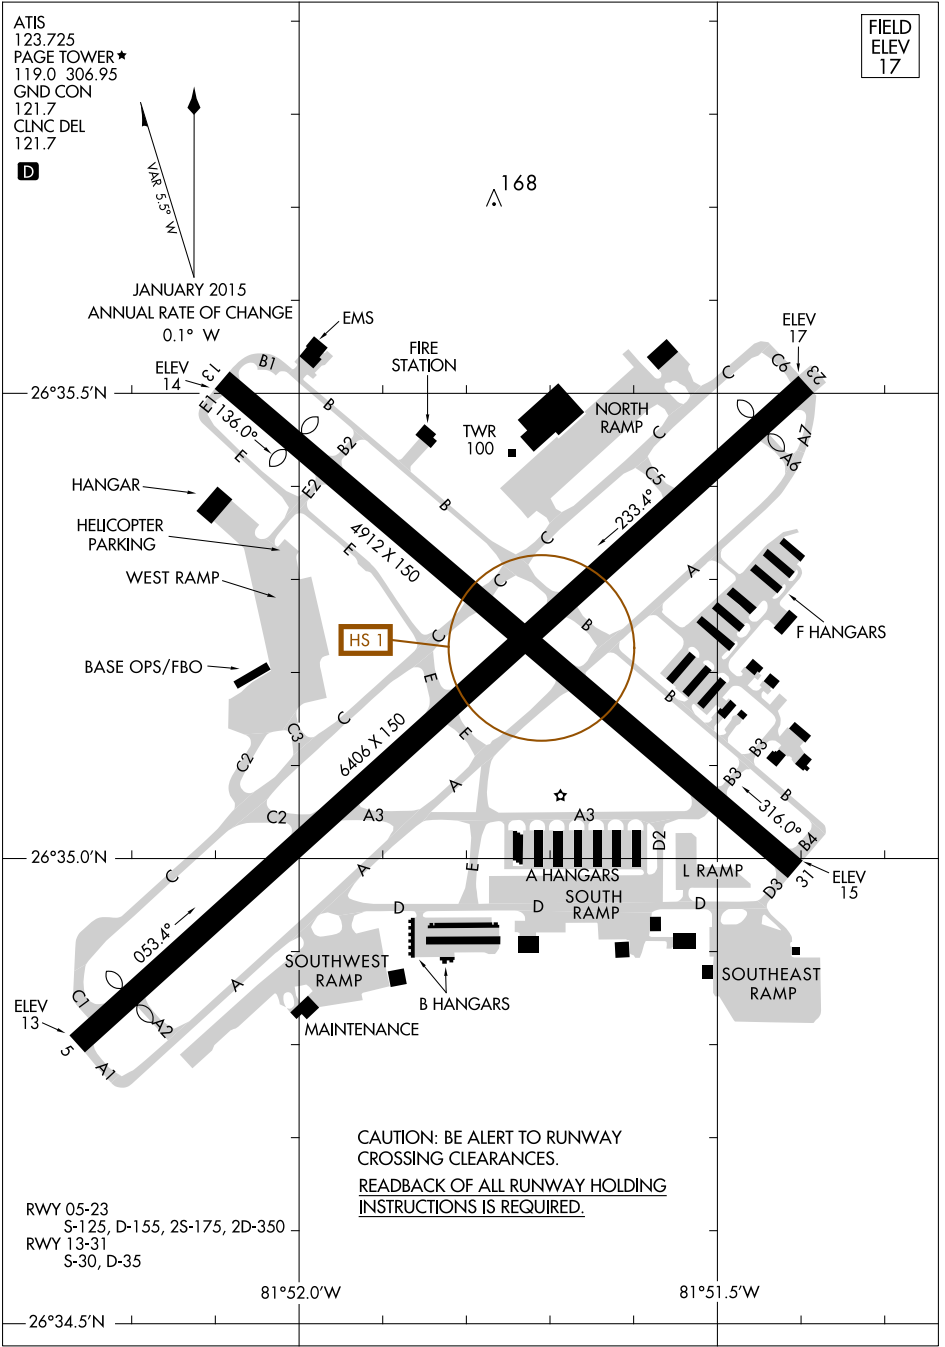 ATIS
123.725
PAGE TOWER★
119.0 306.95
GND CON
121.7
CLNC DEL
121.7
D
FIELD
ELEV
17
VAR 5.5° W
168
JANUARY 2015
ANNUAL RATE OF CHANGE
0.1° W
EMS
FIRE
STATION
ELEV
17
ELEV
14
13
B1
C
C6
23
26°35.5'N
E1
136.0°
B
B2
TWR
100
NORTH
RAMP
C
A7
A6
E
E2
C5
HANGAR
B
233.4°
HELICOPTER
PARKING
4912 X 150
E
C
WEST RAMP
C
A
HS 1
C
B
F HANGARS
BASE OPS/FBO
E
B
C
C3
6406 X 150
E
C2
B3
B3
A
B
316.0°
C2
A3
A3
D2
B4
26°35.0'N
C
A
E
A HANGARS
L RAMP
D3
31
ELEV
15
SOUTH
RAMP
D
D
D
053.4°
SOUTHWEST
RAMP
SOUTHEAST
RAMP
A
C1
ELEV
13
A2
B HANGARS
MAINTENANCE
5
A1
CAUTION: BE ALERT TO RUNWAY
CROSSING CLEARANCES.
READBACK OF ALL RUNWAY HOLDING
INSTRUCTIONS IS REQUIRED.
RWY 05-23
S-125, D-155, 2S-175, 2D-350
RWY 13-31
S-30, D-35
81°52.0'W
81°51.5'W
26°34.5'N